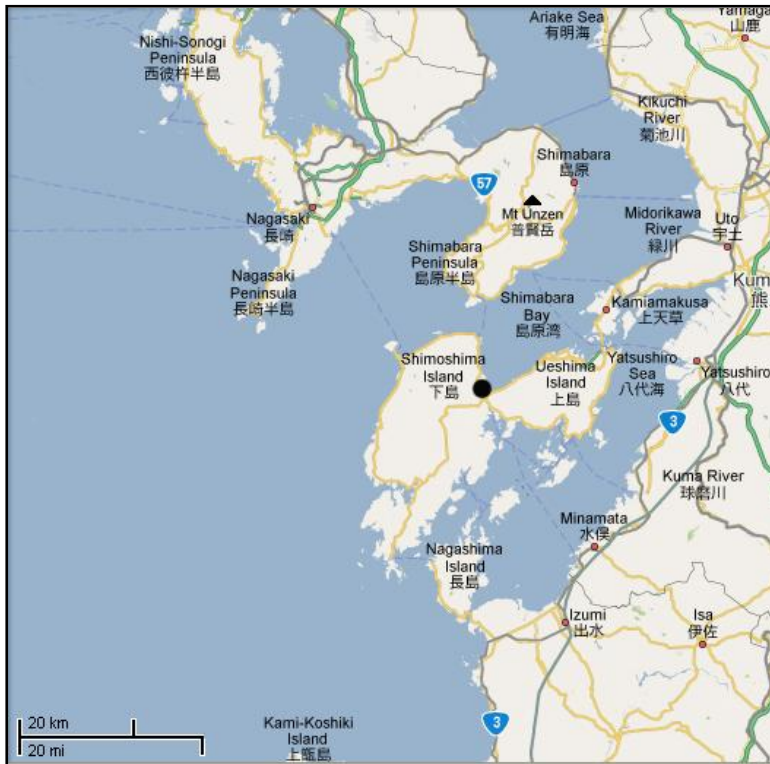 Ariake Sea
有明海
Yamaga
山鹿
Nishi-Sonogi
Peninsula
西彼杵半島
Kikuchi
River
菊池川
Shimabara
島原
57
Mt Unzen
普賢岳
Nagasaki
長崎
Midorikawa
River
緑川
Uto
宇土
Shimabara
Peninsula
島原半島
Nagasaki
Peninsula
長崎半島
Kum
熊
Shimabara
Bay
島原湾
Kamiamakusa
上天草
Shimoshima
Island
下島
Ueshima
Island
上島
Yatsushiro
Sea
八代海
Yatsushiro
八代
3
Kuma River
球磨川
Minamata
水俣
Nagashima
Island
長島
Izumi
出水
Isa
伊佐
20 km
20 mi
Kami-Koshiki
Island
上甑島
3